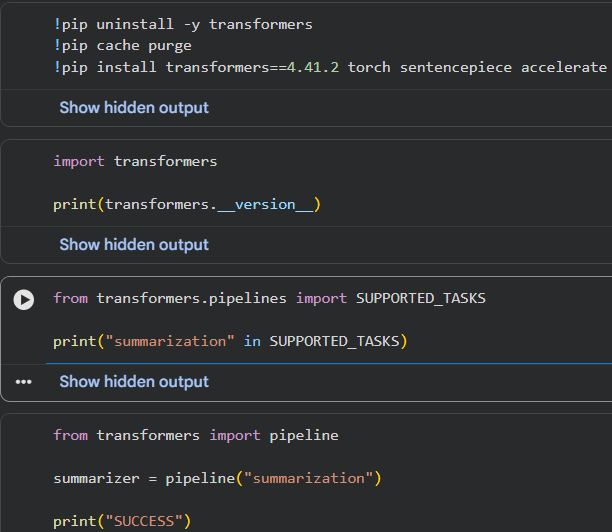 !pip uninstall -y transformers
!pip cache purge
!pip install transformers==4.41.2 torch sentencepiece accelerate
Show hidden output
import transformers
print(transformers.__version__)
Show hidden output
from transformers.pipelines import SUPPORTED_TASKS
print("summarization" in SUPPORTED_TASKS)
Show hidden output
from transformers import pipeline
summarizer = pipeline("summarization")
print("SUCCESS")